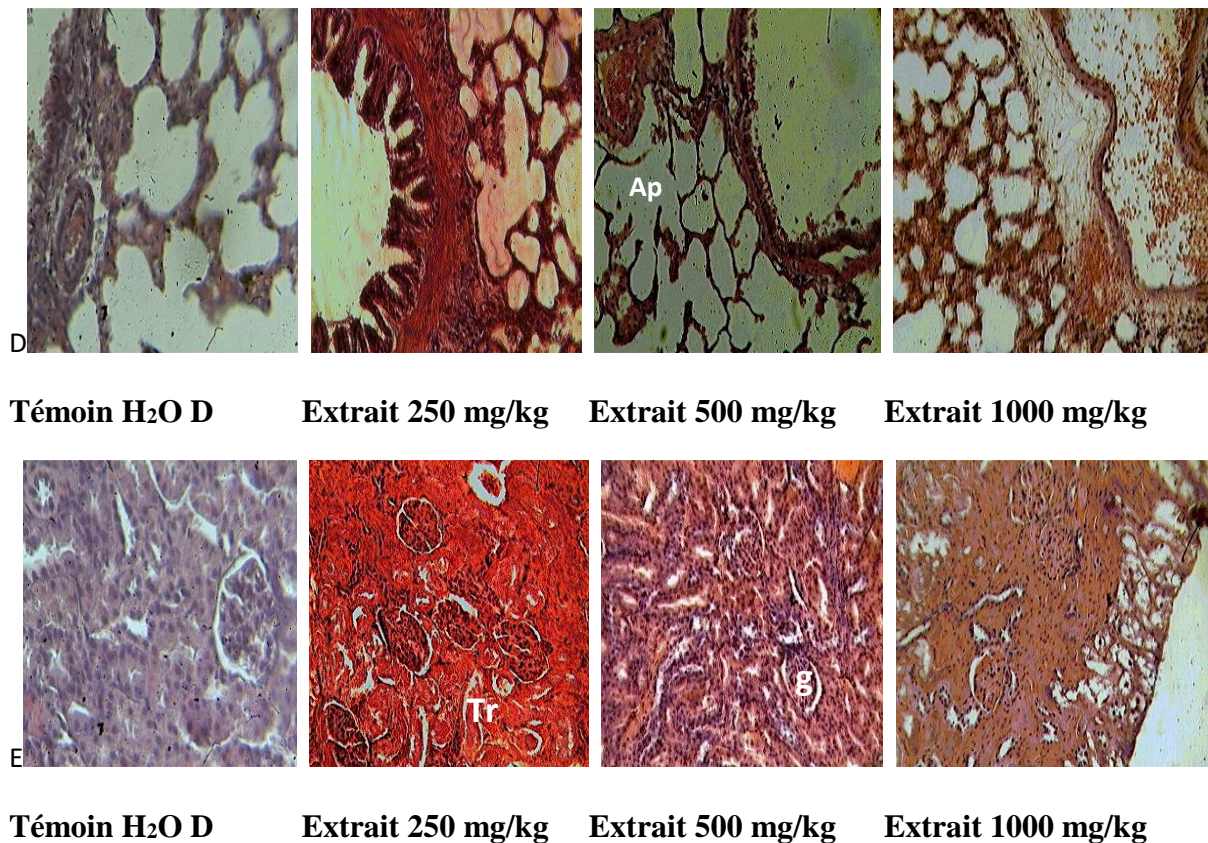 Ap
D
Témoin H₂O D Extrait 250 mg/kg Extrait 500 mg/kg Extrait 1000 mg/kg
Tr
g
E
Témoin H₂O D Extrait 250 mg/kg Extrait 500 mg/kg Extrait 1000 mg/kg